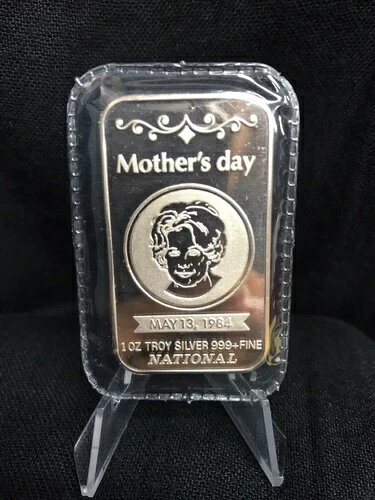 Mother's day
MAY 13, 1984
1 OZ TROY SILVER 999+FINE
NATIONAL